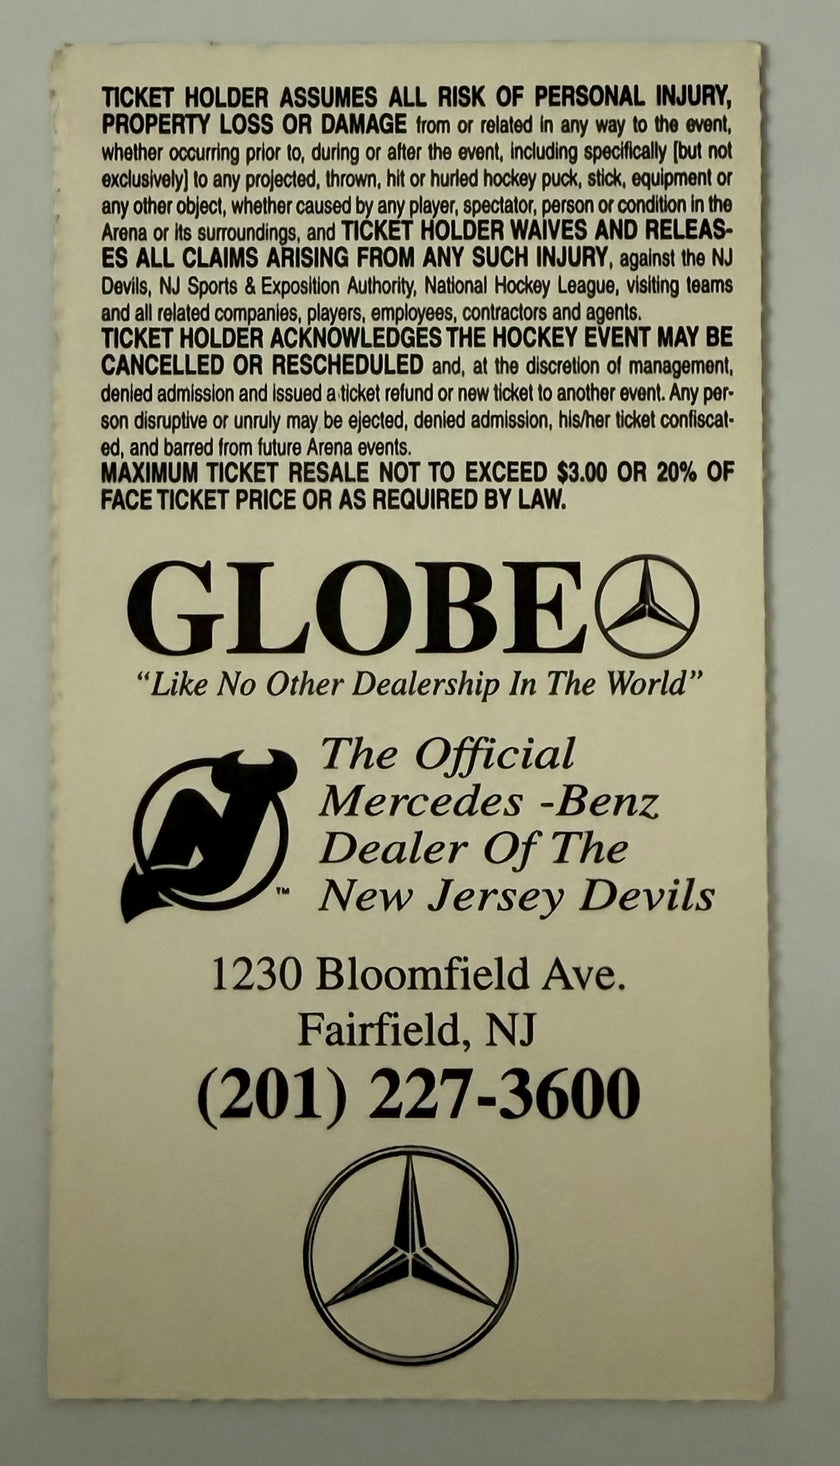 TICKET HOLDER ASSUMES ALL RISK OF PERSONAL INJURY,
PROPERTY LOSS OR DAMAGE from or related in any way to the event,
whether occurring prior to, during or after the event, including specifically [but not
exclusively] to any projected, thrown, hit or hurled hockey puck, stick, equipment or
any other object, whether caused by any player, spectator, person or condition in the
Arena or its surroundings, and TICKET HOLDER WAIVES AND RELEAS-
ES ALL CLAIMS ARISING FROM ANY SUCH INJURY, against the NJ
Devils, NJ Sports & Exposition Authority, National Hockey League, visiting teams
and all related companies, players, employees, contractors and agents.
TICKET HOLDER ACKNOWLEDGES THE HOCKEY EVENT MAY BE
CANCELLED OR RESCHEDULED and, at the discretion of management,
denied admission and issued a ticket refund or new ticket to another event. Any per-
son disruptive or unruly may be ejected, denied admission, his/her ticket confiscat-
ed, and barred from future Arena events.
MAXIMUM TICKET RESALE NOT TO EXCEED $3.00 OR 20% OF
FACE TICKET PRICE OR AS REQUIRED BY LAW.
GLOBE
"Like No Other Dealership In The World"
The Official
Mercedes -Benz
Dealer Of The
New Jersey Devils
NJ
™
1230 Bloomfield Ave.
Fairfield, NJ
(201) 227-3600